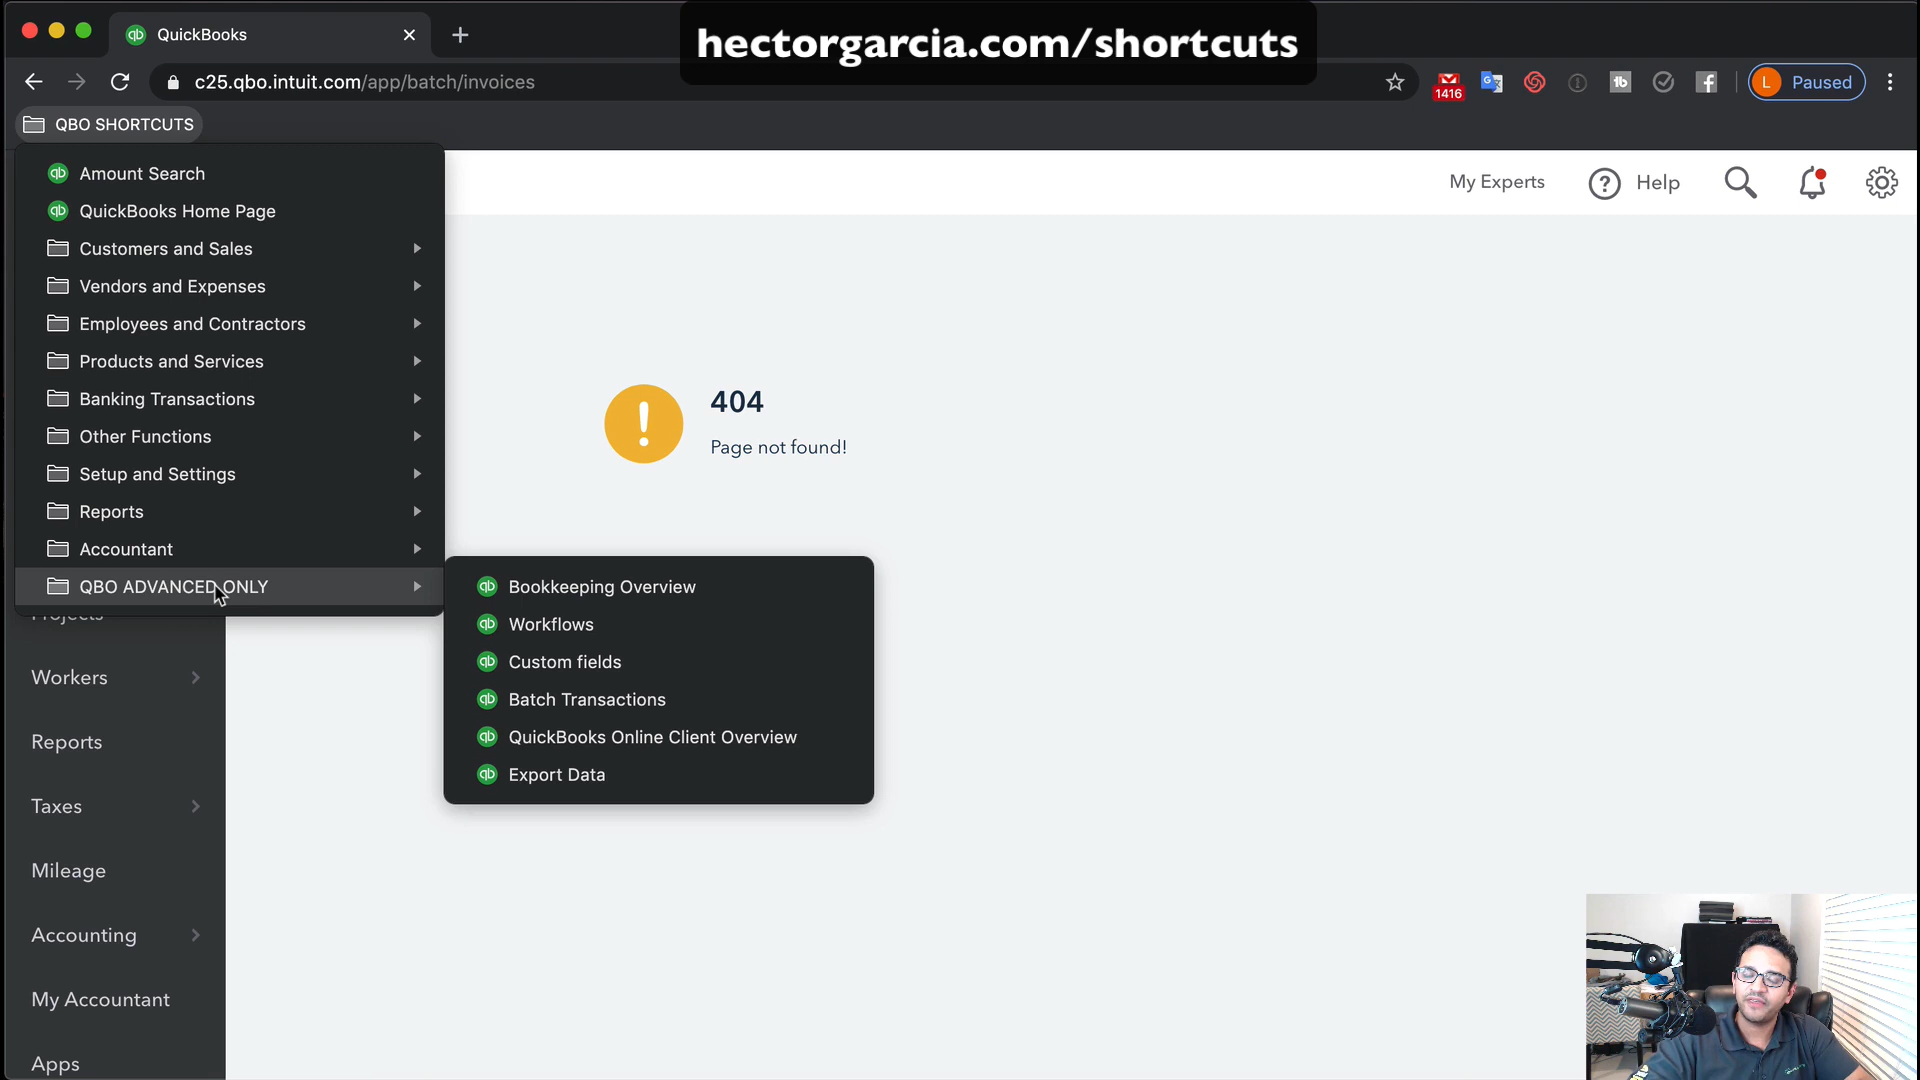 QuickBooks
hectorgarcia.com/shortcuts
c25.qbo.intuit.com/app/batch/invoices
1416
L Paused
QBO SHORTCUTS
Amount Search
QuickBooks Home Page
Customers and Sales
Vendors and Expenses
Employees and Contractors
Products and Services
Banking Transactions
Other Functions
Setup and Settings
Reports
Accountant
QBO ADVANCED ONLY
Bookkeeping Overview
Workflows
Custom fields
Batch Transactions
QuickBooks Online Client Overview
Export Data
My Experts
Help
404
Page not found!
Projects
Workers
Reports
Taxes
Mileage
Accounting
My Accountant
Apps